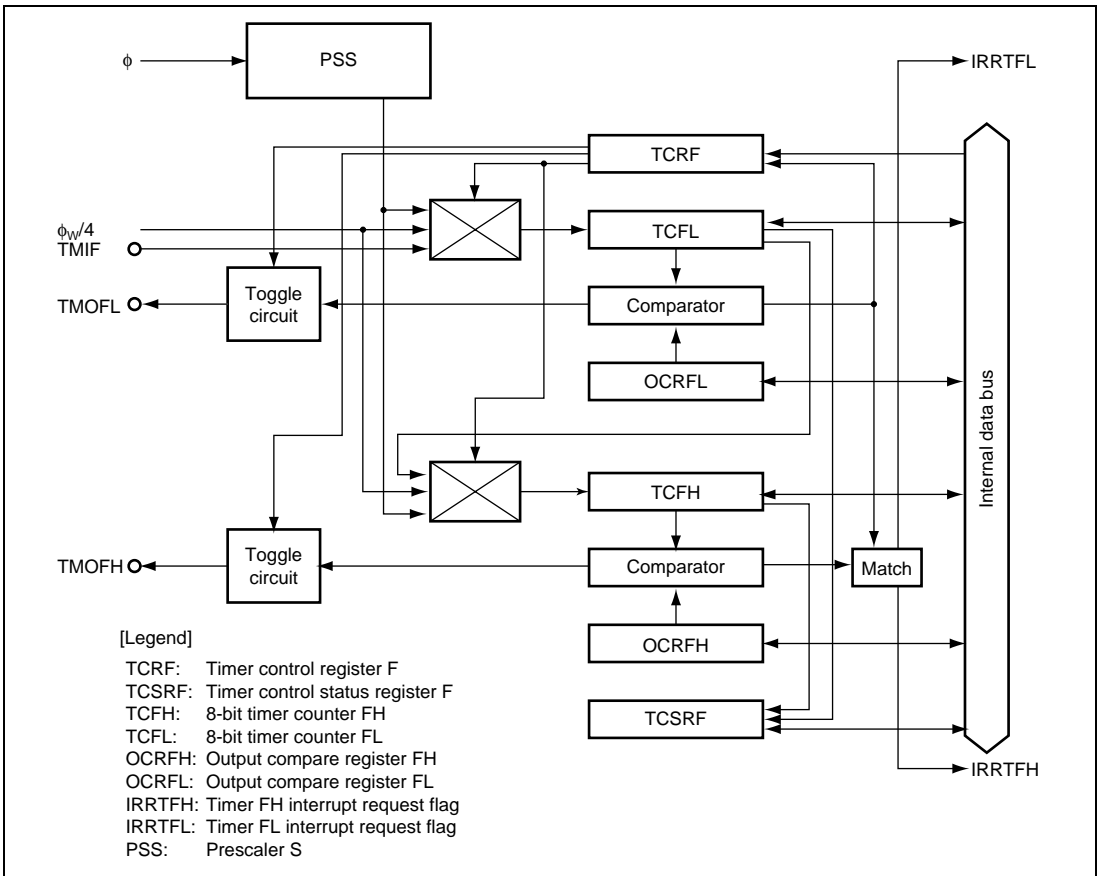 φ
PSS
IRRTFL
TCRF
φW/4
TMIF
TCFL
TMOFL
Toggle
circuit
Comparator
OCRFL
Internal data bus
TCFH
TMOFH
Toggle
circuit
Comparator
Match
OCRFH
TCSRF
IRRTFH
[Legend]
TCRF: Timer control register F
TCSRF: Timer control status register F
TCFH: 8-bit timer counter FH
TCFL: 8-bit timer counter FL
OCRFH: Output compare register FH
OCRFL: Output compare register FL
IRRTFH: Timer FH interrupt request flag
IRRTFL: Timer FL interrupt request flag
PSS: Prescaler S